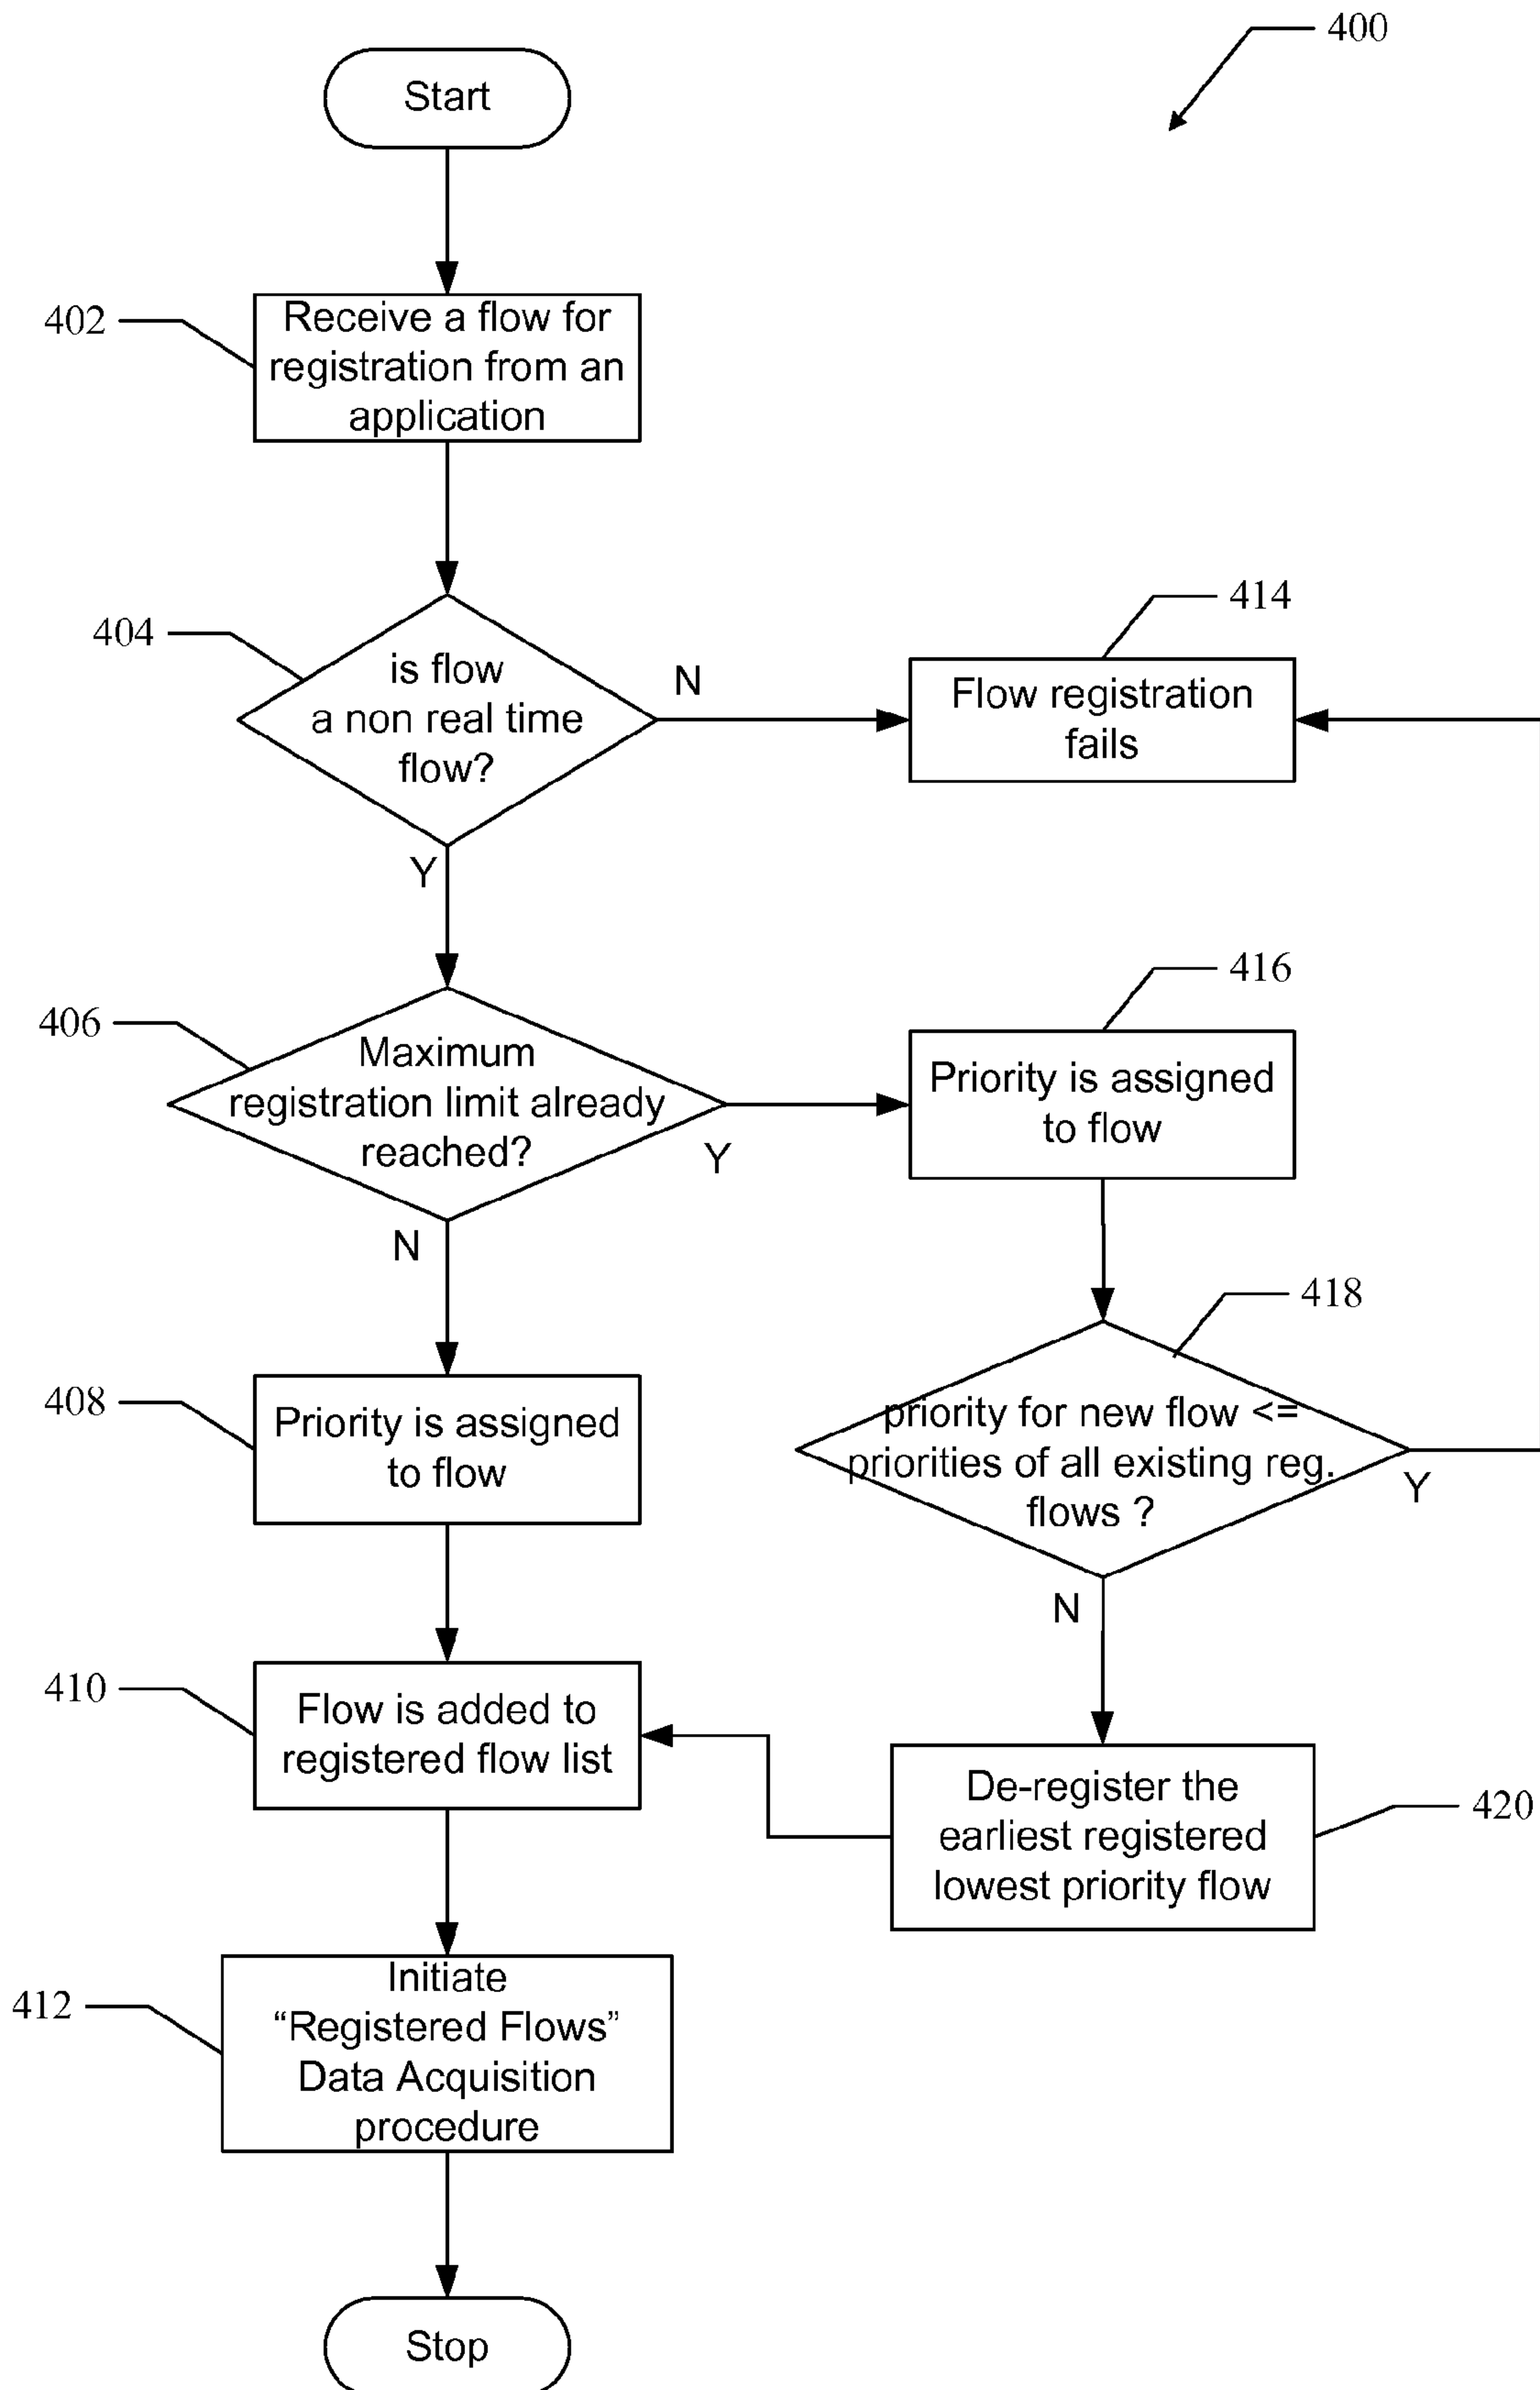 400
Start
402
Receive a flow for
registration from an
application
404
is flow
a non real time
flow?
N
Y
414
Flow registration
fails
406
Maximum
registration limit already
reached?
Y
N
416
Priority is assigned
to flow
408
Priority is assigned
to flow
418
priority for new flow <=
priorities of all existing reg.
flows ?
Y
N
410
Flow is added to
registered flow list
De-register the
earliest registered
lowest priority flow
420
412
Initiate
“Registered Flows”
Data Acquisition
procedure
Stop